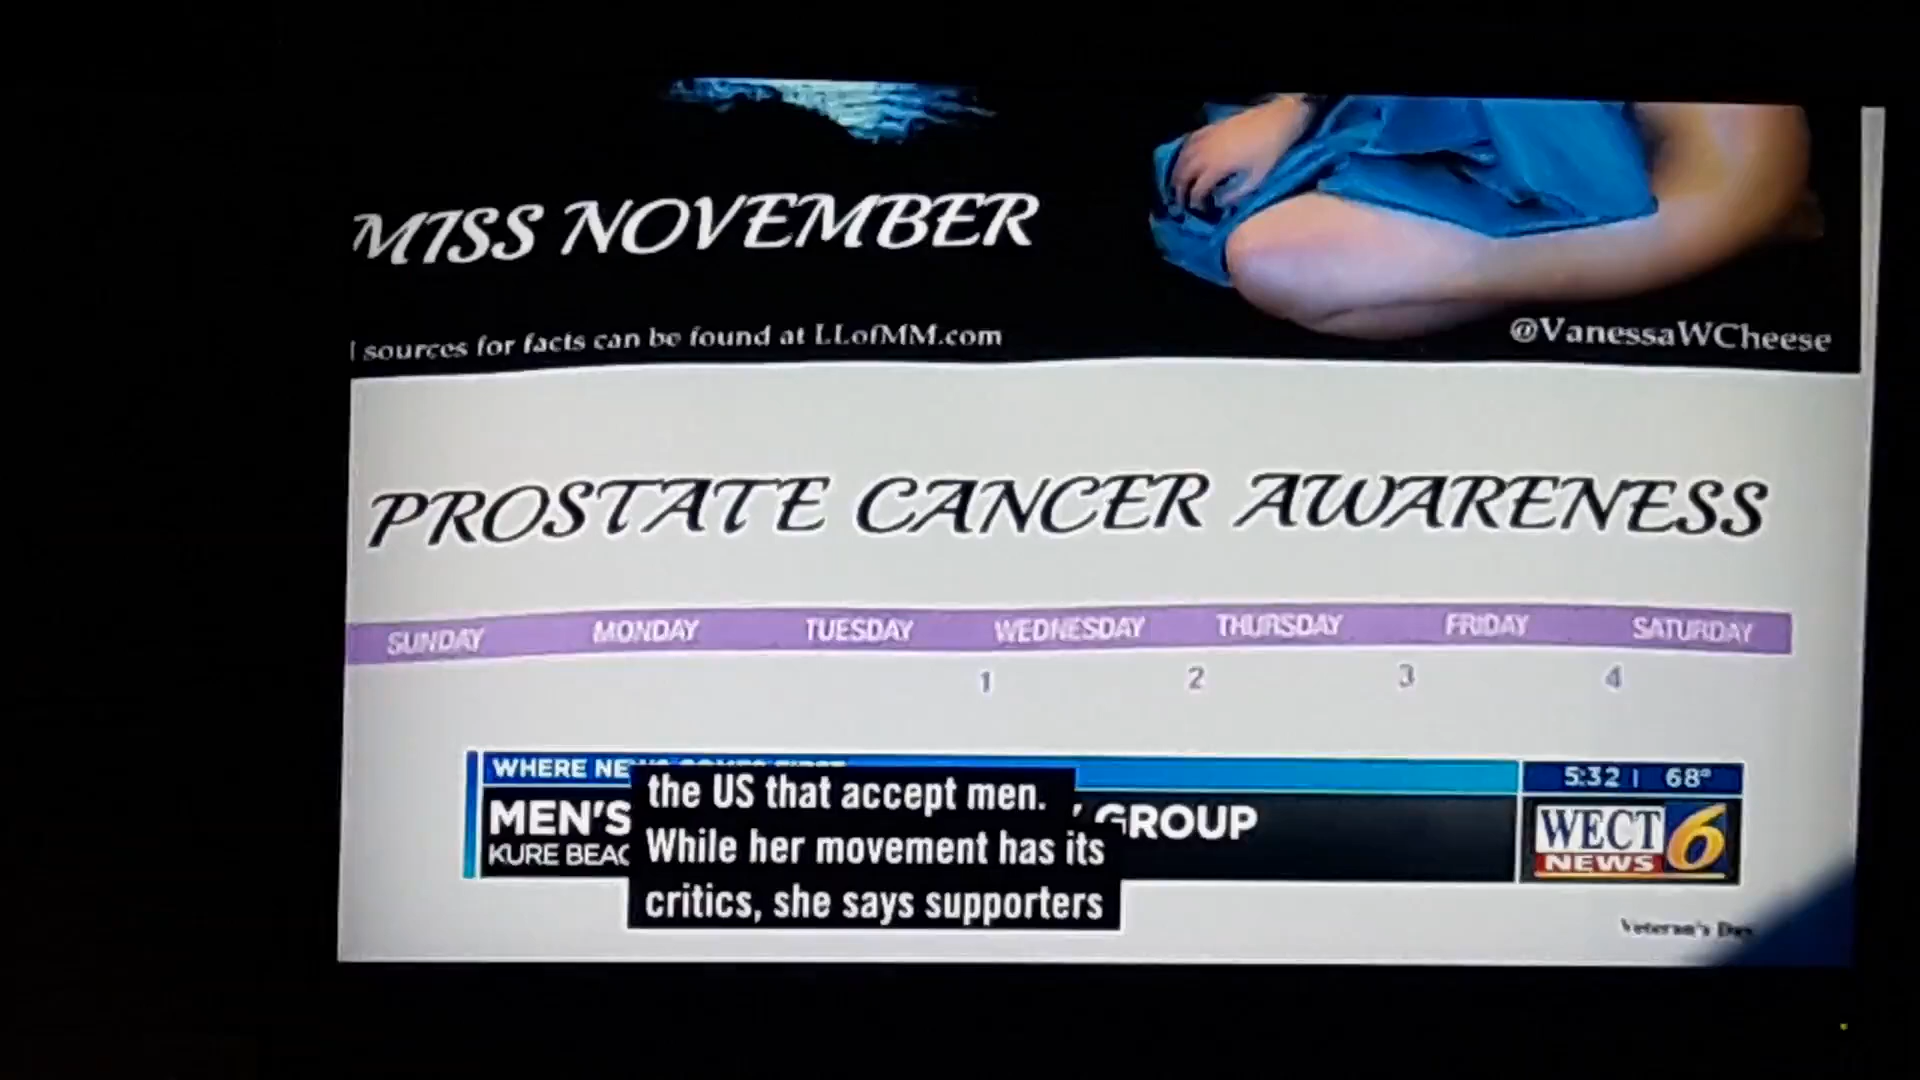 MISS NOVEMBER
sources for facts can be found at LLofMM.com
@VanessaWCheese
PROSTATE CANCER AWARENESS
SUNDAY MONDAY TUESDAY WEDNESDAY THURSDAY FRIDAY SATURDAY
1 2 3 4
WHERE
5:32 | 68°
MEN'S GROUP
KURE
the US that accept men.
While her movement has its
critics, she says supporters
WECT 6
NEWS
Veteran's Day